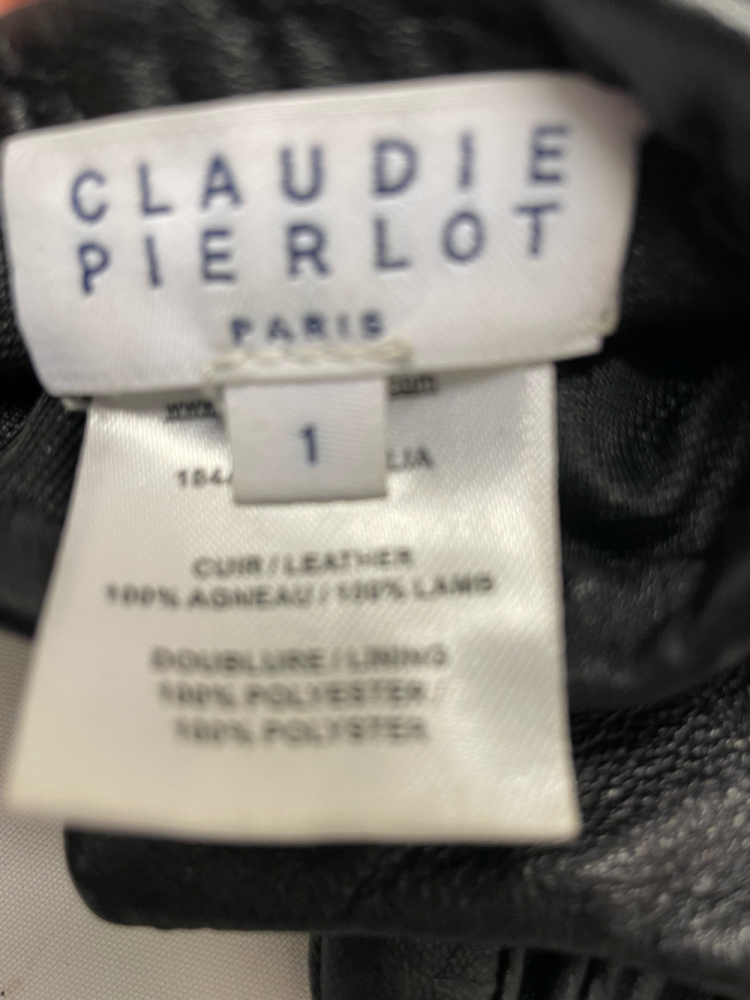 CLAUDIE
PIERLOT
PARIS
1
CUIR / LEATHER
100% AGNEAU / 100% LAMB
DOUBLURE / LINING
100% POLYESTER /
100% POLYSTER